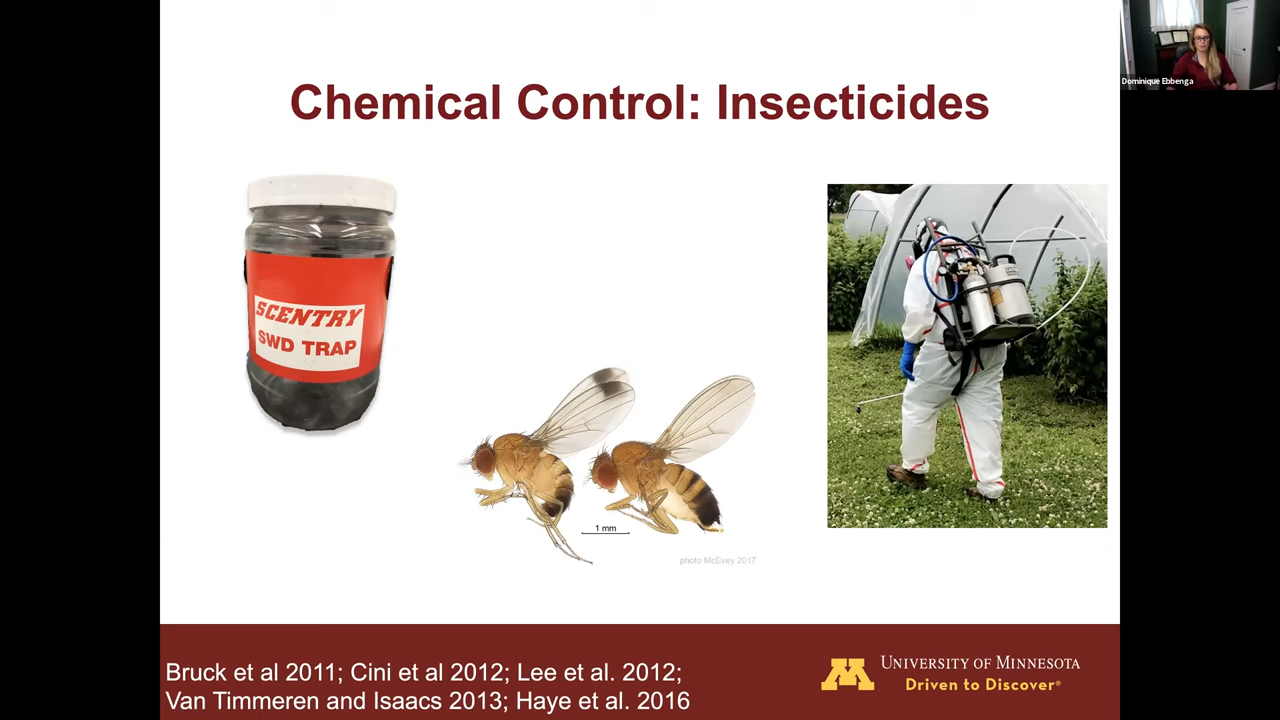 Dominique Ebbenga
Chemical Control: Insecticides
SCENTRY
SWD TRAP
1 mm
photo McEvey 2017
Bruck et al 2011; Cini et al 2012; Lee et al. 2012;
Van Timmeren and Isaacs 2013; Haye et al. 2016
M
UNIVERSITY OF MINNESOTA
Driven to Discover®